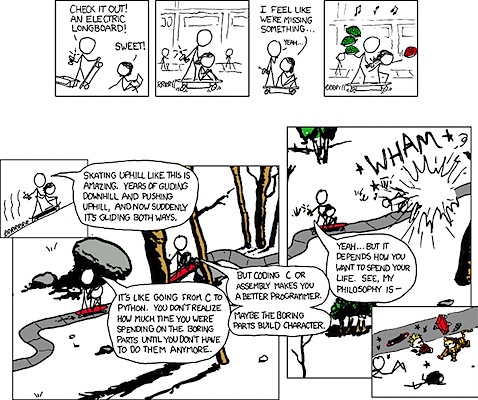 CHECK IT OUT!
AN ELECTRIC
LONGBOARD!
SWEET!
I FEEL LIKE
WE'RE MISSING
SOMETHING...
YEAH...
SKATING UPHILL LIKE THIS IS
AMAZING. YEARS OF GLIDING
DOWNHILL AND PUSHING
UPHILL, AND NOW SUDDENLY
IT'S GLIDING BOTH WAYS.
IT'S LIKE GOING FROM C TO
PYTHON. YOU DON'T REALIZE
HOW MUCH TIME YOU WERE
SPENDING ON THE BORING
PARTS UNTIL YOU DON'T HAVE
TO DO THEM ANYMORE.
BUT CODING C OR
ASSEMBLY MAKES YOU
A BETTER PROGRAMMER.
MAYBE THE BORING
PARTS BUILD CHARACTER.
YEAH... BUT IT
DEPENDS HOW YOU
WANT TO SPEND YOUR
LIFE. SEE, MY
PHILOSOPHY IS—
WHAM